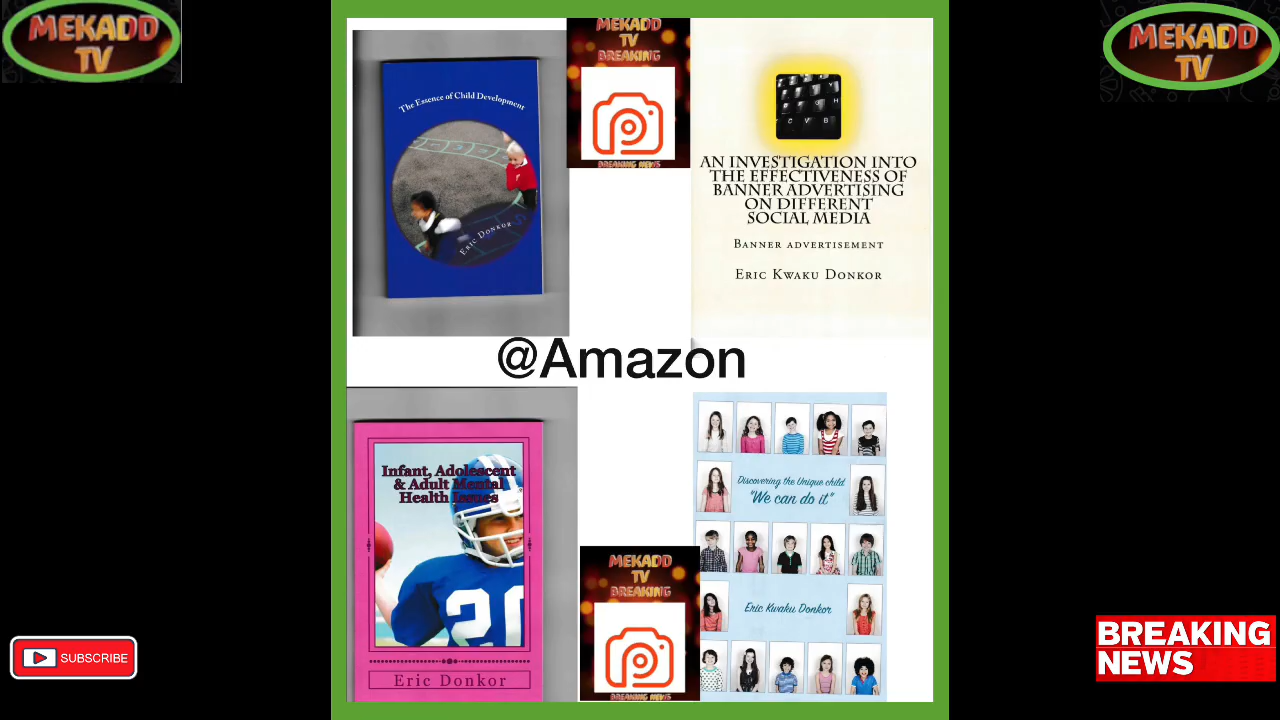 MEKADD
TV
MEKADD
TV
BREAKING
BREAKING NEWS
MEKADD
TV
The Essence of Child Development
Eric Donkor
Y
G H
C V B
AN INVESTIGATION INTO
THE EFFECTIVENESS OF
BANNER ADVERTISING
ON DIFFERENT
SOCIAL MEDIA
BANNER ADVERTISEMENT
ERIC KWAKU DONKOR
@Amazon
Infant, Adolescent
& Adult Mental
Health Issues
20
Eric Donkor
Discovering the Unique child
"We can do it"
Eric Kwaku Donkor
MEKADD
TV
BREAKING
BREAKING NEWS
SUBSCRIBE
BREAKING
NEWS